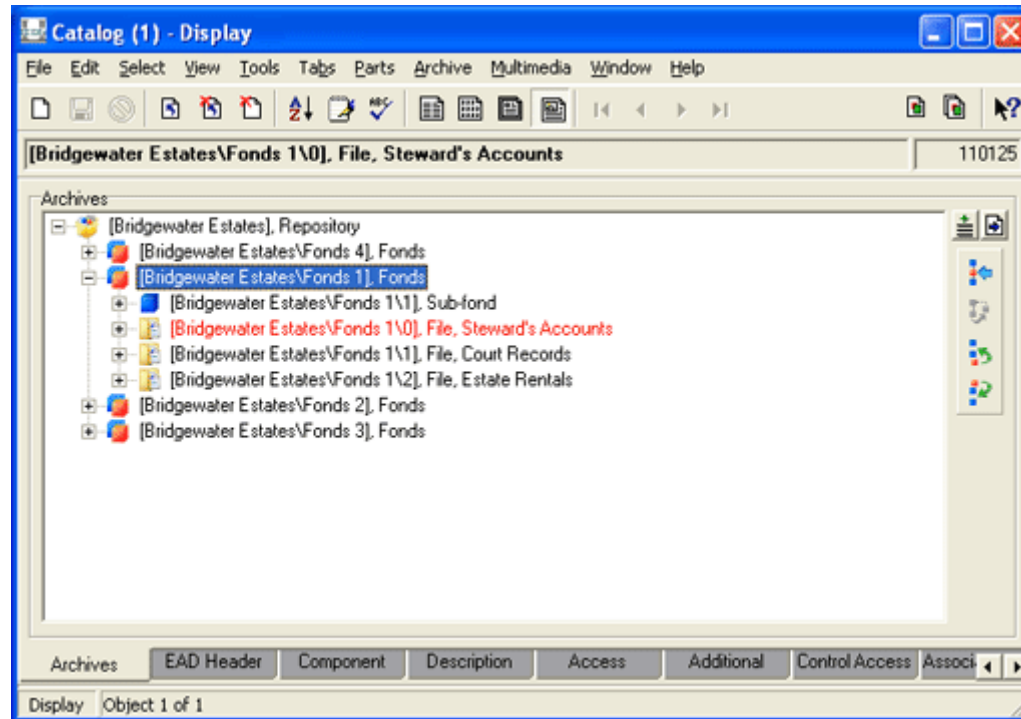 Catalog (1) - Display
File Edit Select View Tools Tabs Parts Archive Multimedia Window Help
[Bridgewater Estates\Fonds 1\0], File, Steward's Accounts 110125
Archives
[Bridgewater Estates], Repository
[Bridgewater Estates\Fonds 4], Fonds
[Bridgewater Estates\Fonds 1], Fonds
[Bridgewater Estates\Fonds 1\1], Sub-fond
[Bridgewater Estates\Fonds 1\0], File, Steward's Accounts
[Bridgewater Estates\Fonds 1\1], File, Court Records
[Bridgewater Estates\Fonds 1\2], File, Estate Rentals
[Bridgewater Estates\Fonds 2], Fonds
[Bridgewater Estates\Fonds 3], Fonds
Archives EAD Header Component Description Access Additional Control Access Associ
Display Object 1 of 1